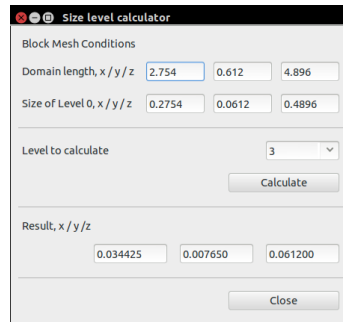 Size level calculator
Block Mesh Conditions
Domain length, x / y / z 2.754 0.612 4.896
Size of Level 0, x / y / z 0.2754 0.0612 0.4896
Level to calculate 3
Calculate
Result, x / y /z
0.034425 0.007650 0.061200
Close